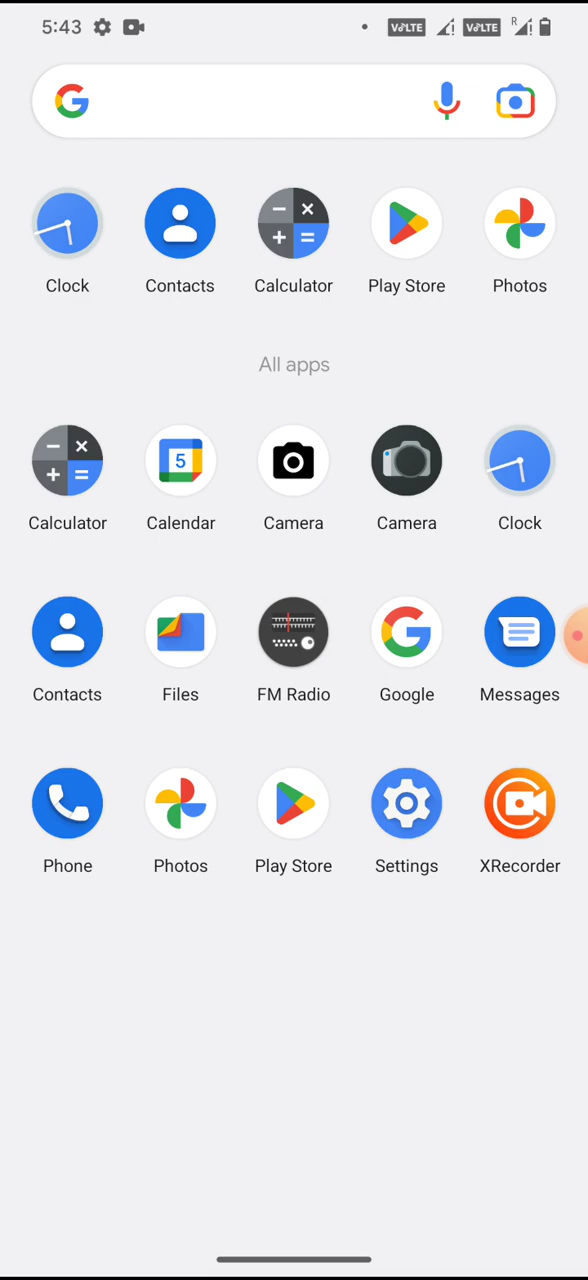 5:43 VoLTE VoLTE R
Clock Contacts Calculator Play Store Photos
All apps
5
Calculator Calendar Camera Camera Clock
Contacts Files FM Radio Google Messages
Phone Photos Play Store Settings XRecorder